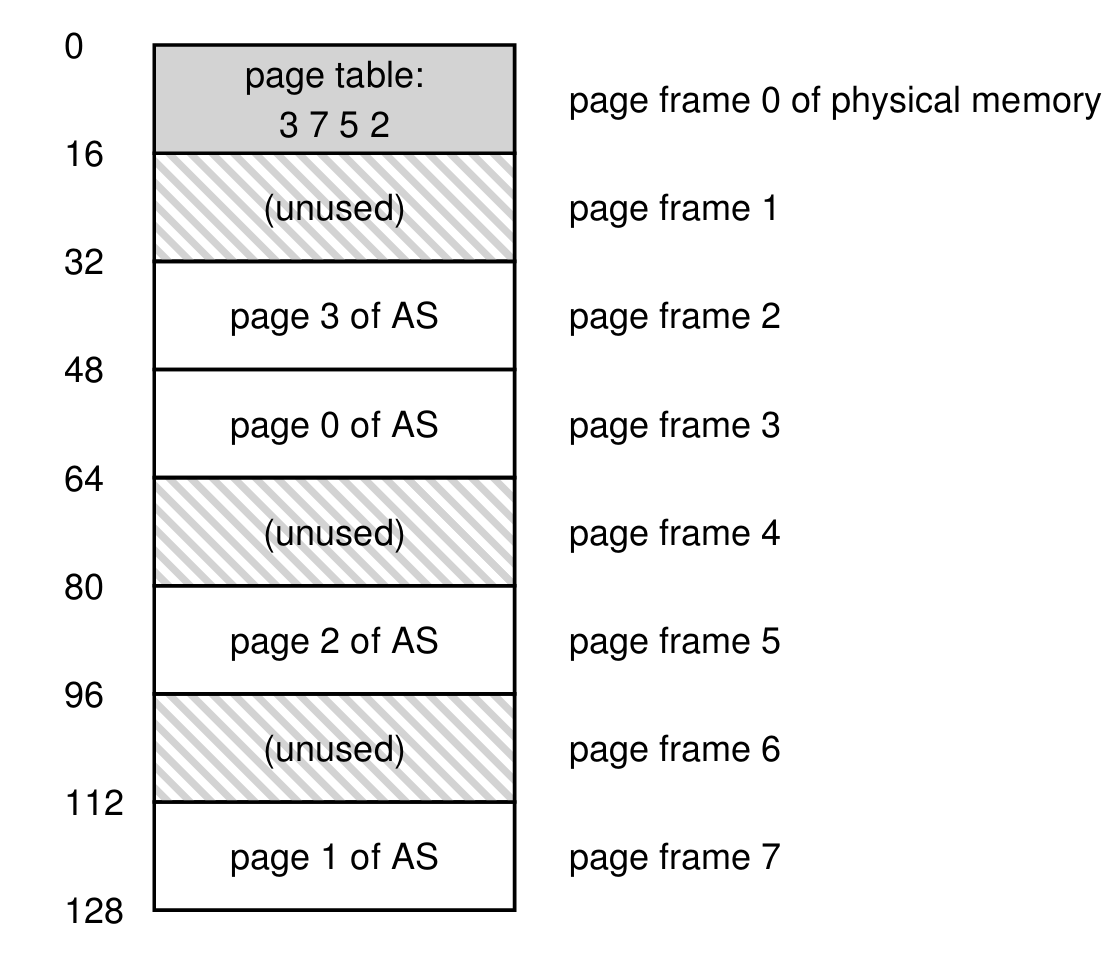 0
page table:
3 7 5 2
page frame 0 of physical memory
16
(unused)
page frame 1
32
page 3 of AS
page frame 2
48
page 0 of AS
page frame 3
64
(unused)
page frame 4
80
page 2 of AS
page frame 5
96
(unused)
page frame 6
112
page 1 of AS
page frame 7
128